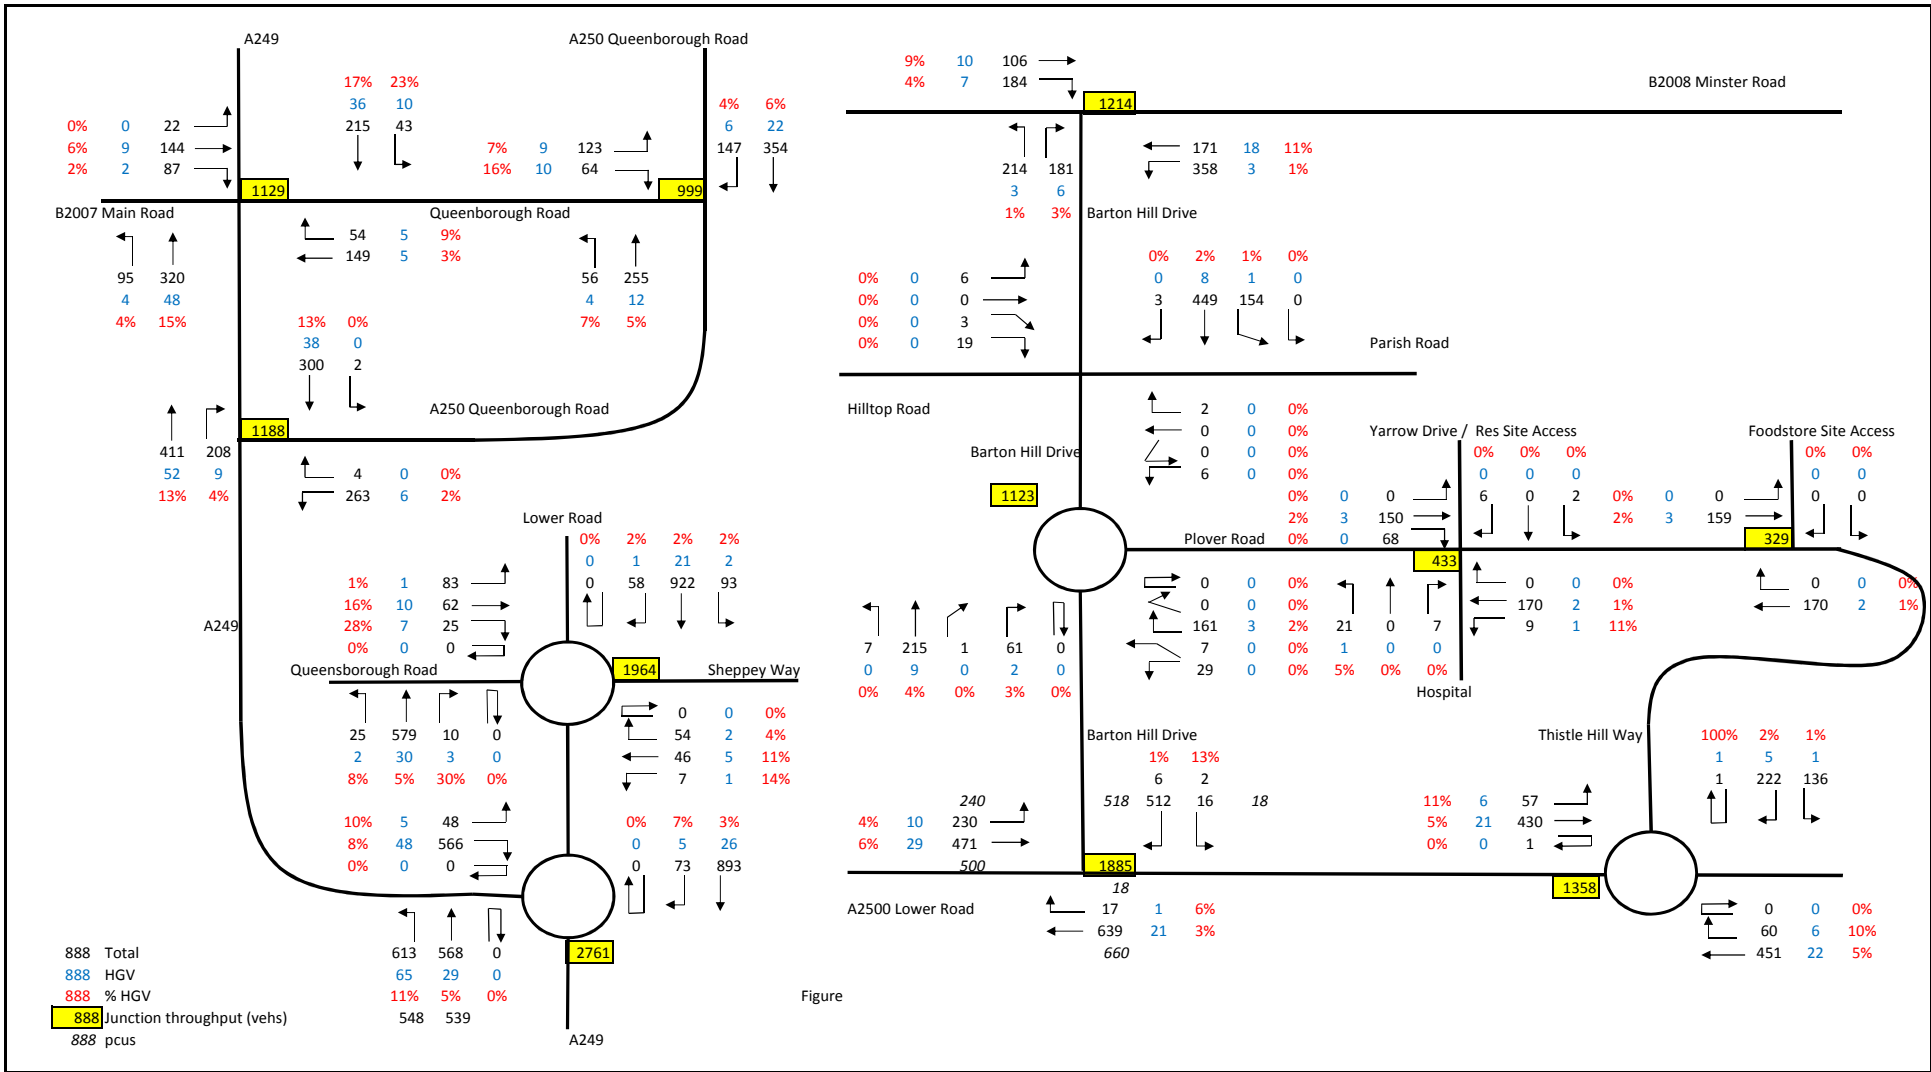 A249
A250 Queenborough Road
17% 23%
36 10
215 43
0% 0 22
6% 9 144
2% 2 87
7% 9 123
16% 10 64
4% 6%
6 22
147 354
1129
999
B2007 Main Road
Queenborough Road
54 5 9%
149 5 3%
95 320
4 48
4% 15%
56 255
4 12
7% 5%
13% 0%
38 0
300 2
A250 Queenborough Road
1188
411 208
52 9
13% 4%
4 0 0%
263 6 2%
Lower Road
0% 2% 2% 2%
0 1 21 2
0 58 922 93
1% 1 83
16% 10 62
28% 7 25
0% 0 0
A249
1964
Queensborough Road
Sheppey Way
25 579 10 0
2 30 3 0
8% 5% 30% 0%
0 0 0%
54 2 4%
46 5 11%
7 1 14%
10% 5 48
8% 48 566
0% 0 0
0% 7% 3%
0 5 26
0 73 893
2761
613 568 0
65 29 0
11% 5% 0%
548 539
A249
888 Total
888 HGV
888 % HGV
888 Junction throughput (vehs)
888 pcus
Figure
9% 10 106
4% 7 184
B2008 Minster Road
1214
171 18 11%
358 3 1%
214 181
3 6
1% 3%
Barton Hill Drive
0% 0 6
0% 0 0
0% 0 3
0% 0 19
0% 2% 1% 0%
0 8 1 0
3 449 154 0
Parish Road
Hilltop Road
2 0 0%
0 0 0%
0 0 0%
6 0 0%
Barton Hill Drive
1123
Yarrow Drive / Res Site Access
0% 0% 0%
0 0 0
6 0 2
0% 0 0
2% 3 150
0% 0 68
Foodstore Site Access
0% 0%
0 0
0 0
0% 0 0
2% 3 159
Plover Road
433
329
0 0 0%
0 0 0%
161 3 2%
7 0 0%
29 0 0%
21 0 7
1 0 0
5% 0% 0%
0 0 0%
170 2 1%
9 1 11%
0 0 0%
170 2 1%
Hospital
7 215 1 61 0
0 9 0 2 0
0% 4% 0% 3% 0%
Barton Hill Drive
1% 13%
6 2
518 512 16 18
240
4% 10 230
6% 29 471
500
1885
18
A2500 Lower Road
17 1 6%
639 21 3%
660
Thistle Hill Way
100% 2% 1%
1 5 1
1 222 136
11% 6 57
5% 21 430
0% 0 1
1358
0 0 0%
60 6 10%
451 22 5%